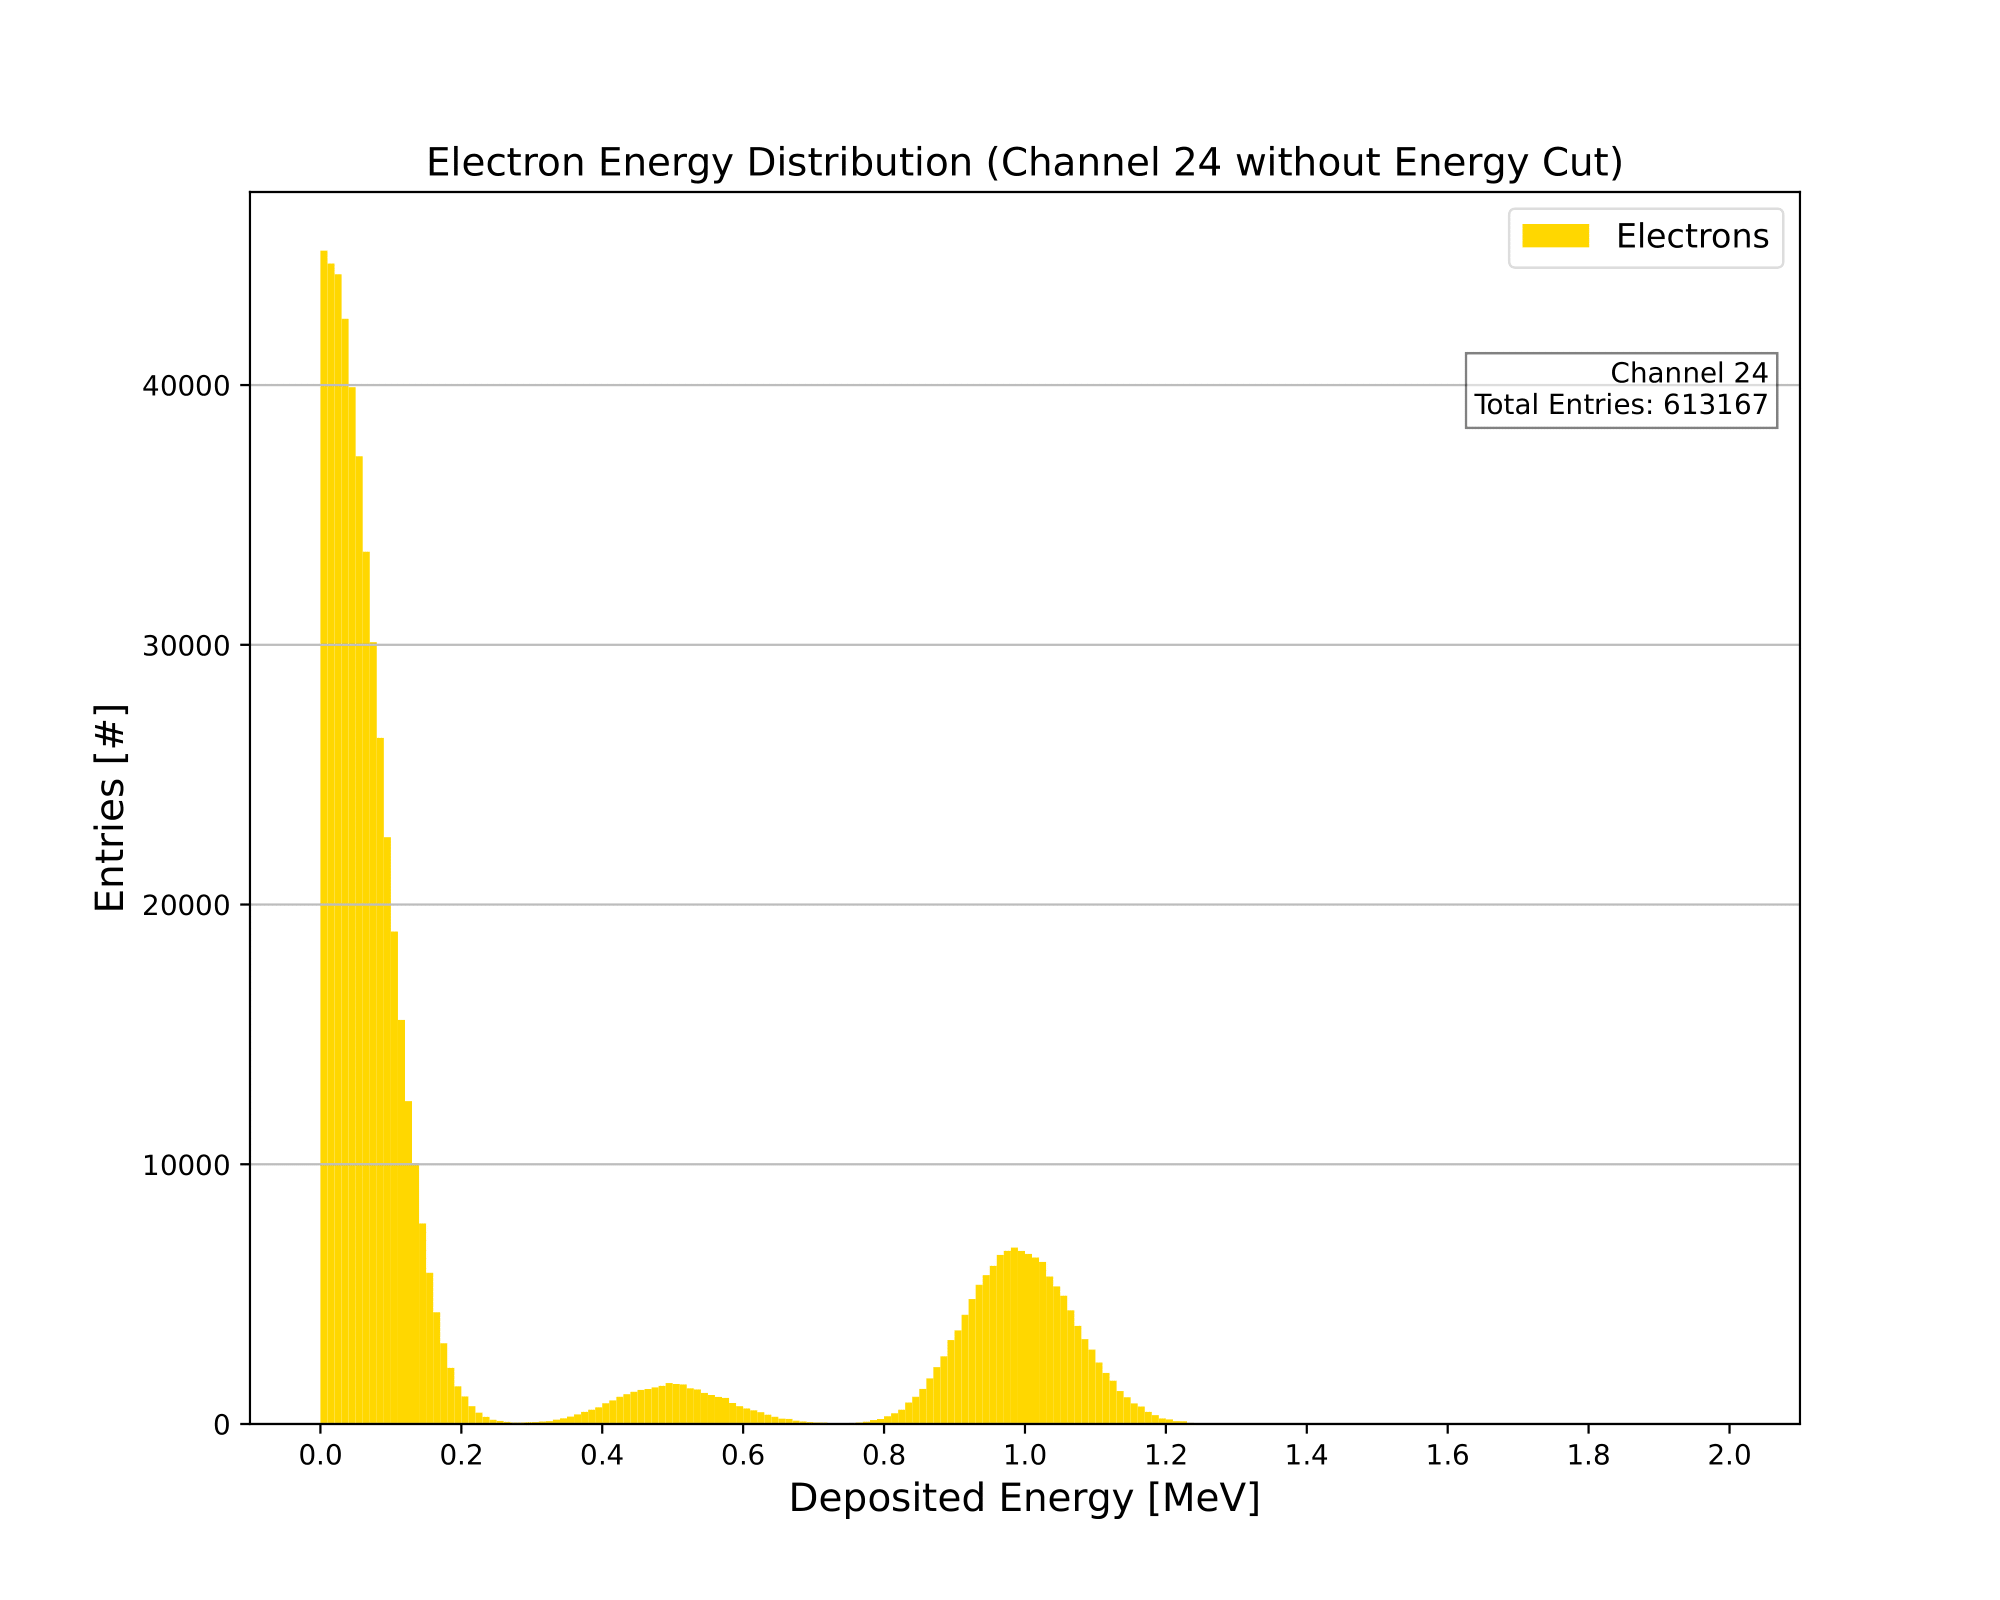 Electron Energy Distribution (Channel 24 without Energy Cut)
Electrons
Channel 24
Total Entries: 613167
Entries [#]
40000
30000
20000
10000
0
0.0 0.2 0.4 0.6 0.8 1.0 1.2 1.4 1.6 1.8 2.0
Deposited Energy [MeV]